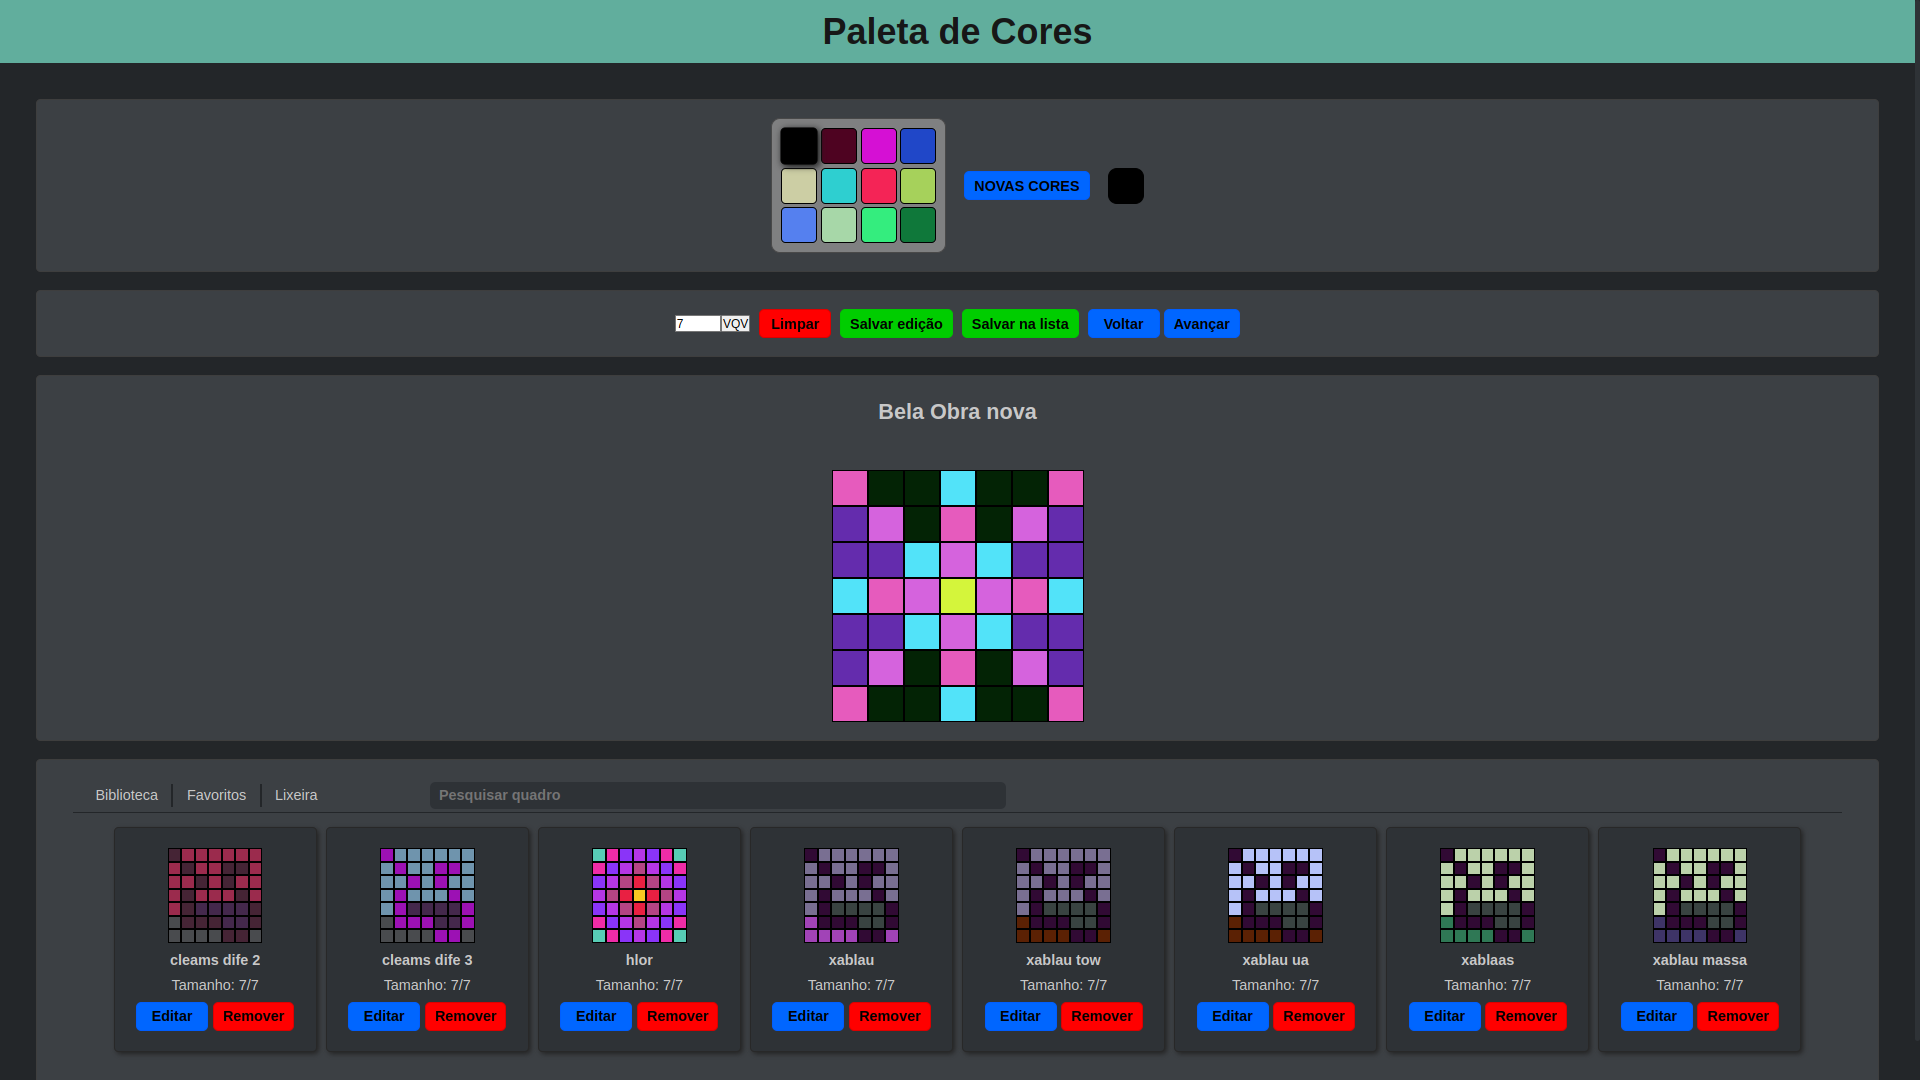 Paleta de Cores
NOVAS CORES
7 VQV Limpar Salvar edição Salvar na lista Voltar Avançar
Bela Obra nova
Biblioteca Favoritos Lixeira Pesquisar quadro
cleams dife 2 cleams dife 3 hlor xablau xablau tow xablau ua xablaas xablau massa
Tamanho: 7/7 Tamanho: 7/7 Tamanho: 7/7 Tamanho: 7/7 Tamanho: 7/7 Tamanho: 7/7 Tamanho: 7/7 Tamanho: 7/7
Editar Remover Editar Remover Editar Remover Editar Remover Editar Remover Editar Remover Editar Remover Editar Remover